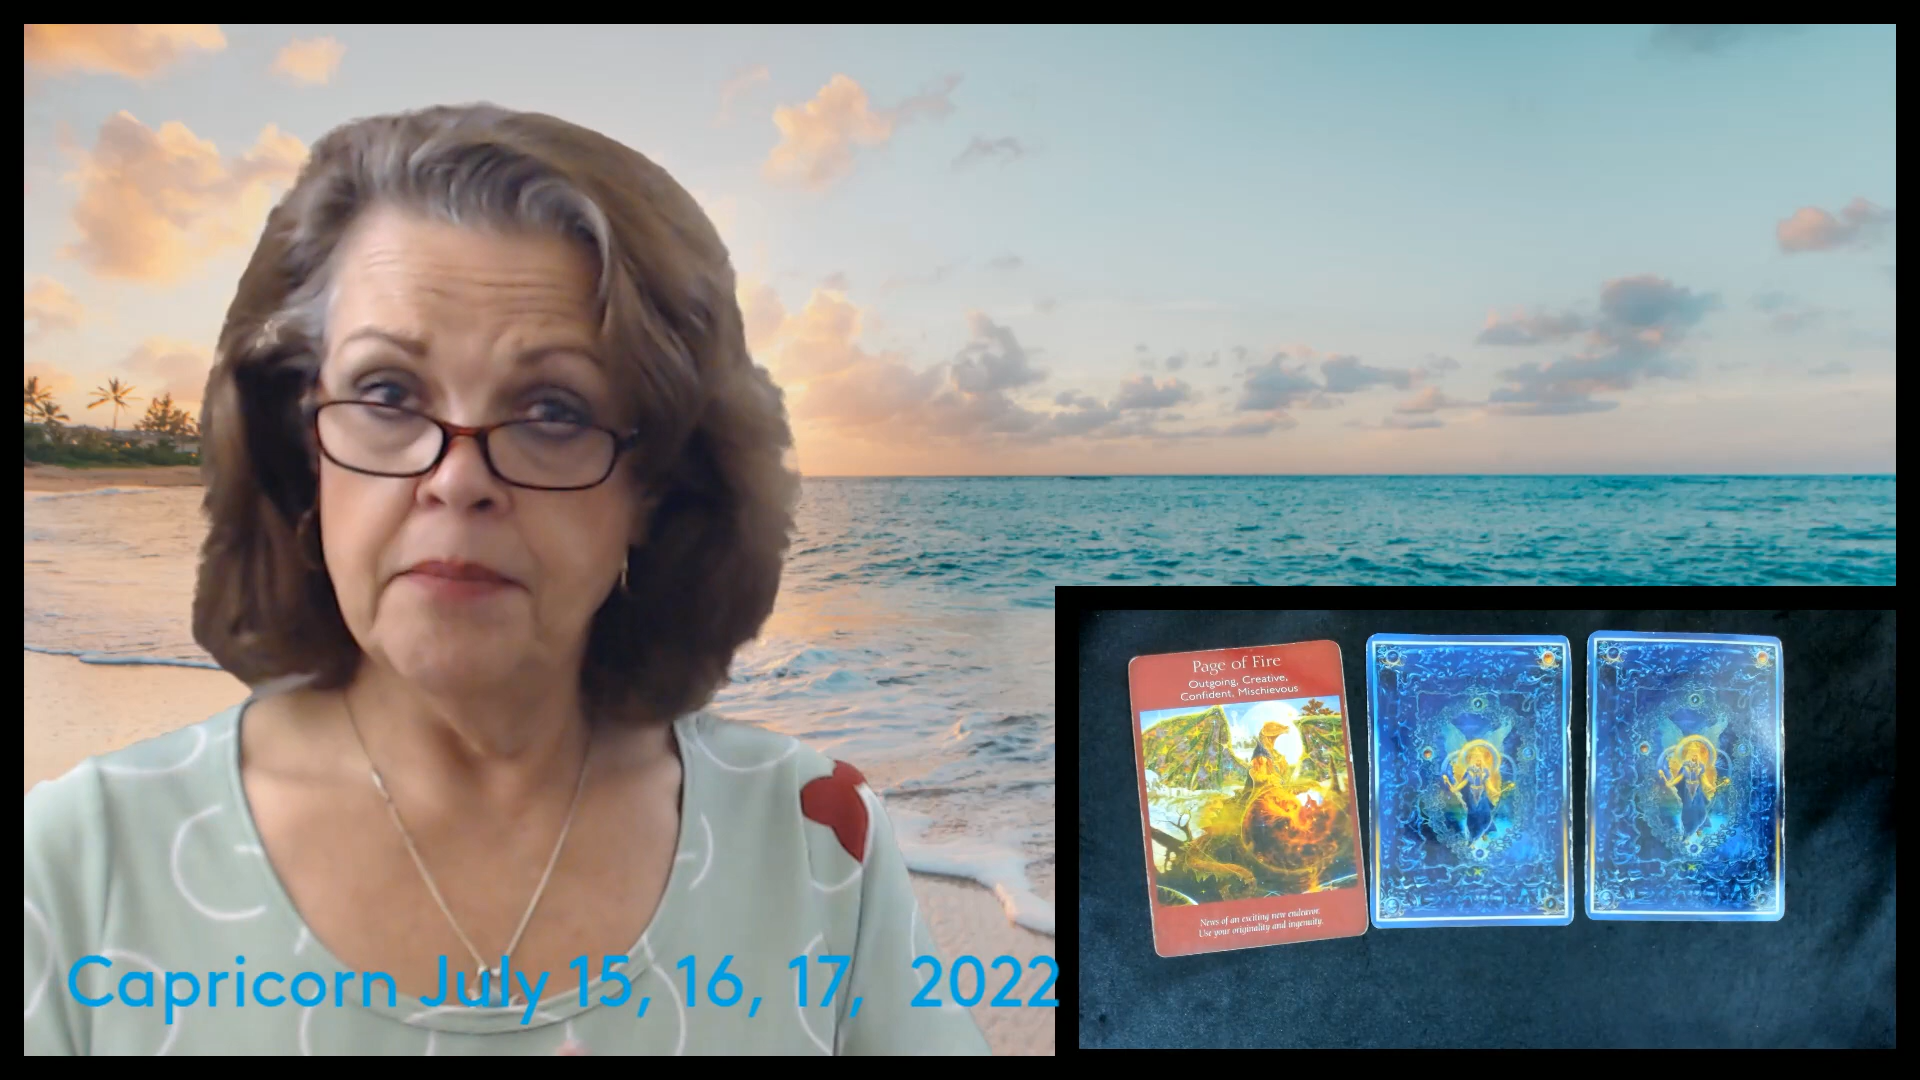 Page of Fire
Outgoing, Creative,
Confident, Mischievous
News of an exciting new endeavor.
Use your originality and ingenuity.
Capricorn July 15, 16, 17, 2022